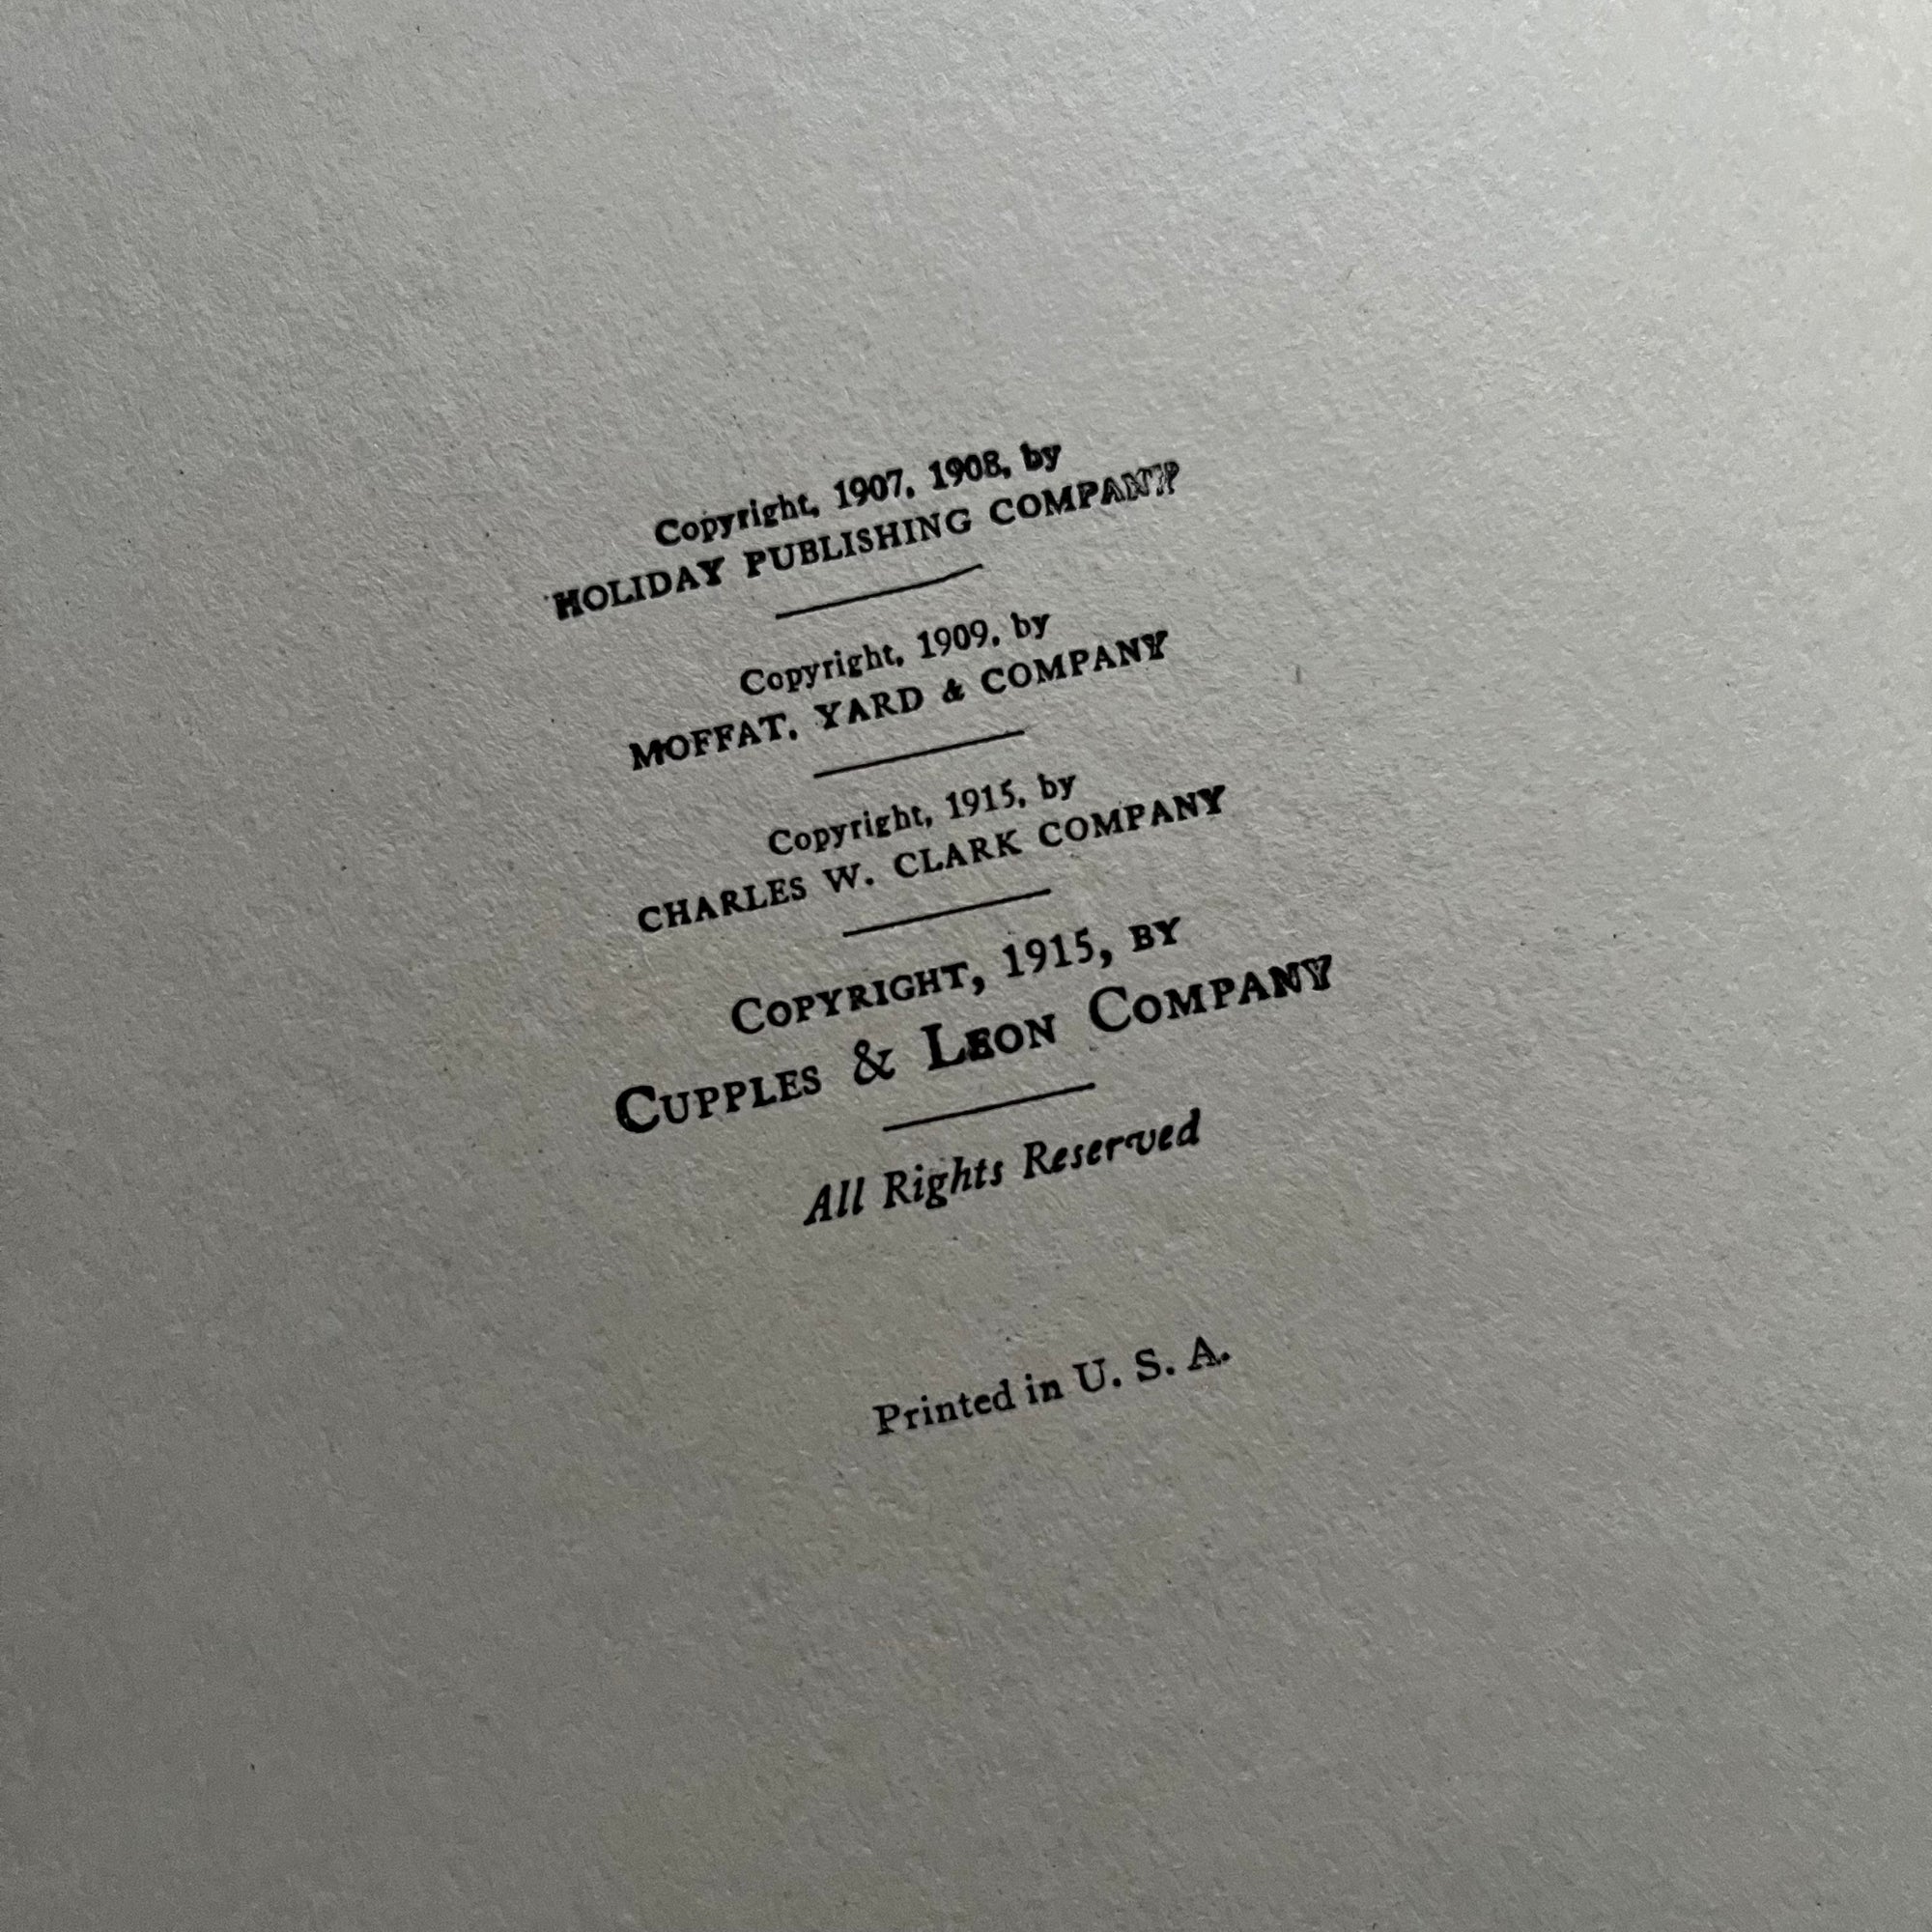 Copyright, 1907, 1908, by
HOLIDAY PUBLISHING COMPANY
Copyright, 1909, by
MOFFAT, YARD & COMPANY
Copyright, 1915, by
CHARLES W. CLARK COMPANY
COPYRIGHT, 1915, BY
CUPPLES & LEON COMPANY
All Rights Reserved
Printed in U. S. A.